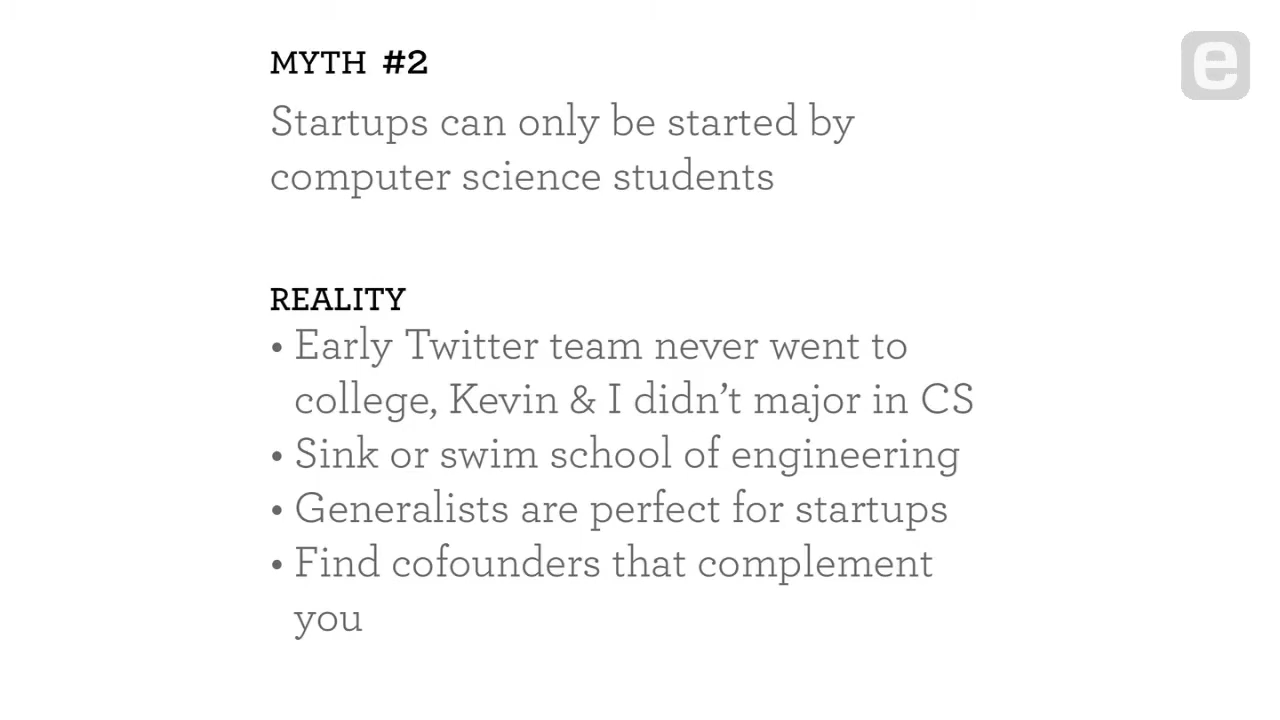 MYTH #2
Startups can only be started by
computer science students
REALITY
• Early Twitter team never went to
college, Kevin & I didn’t major in CS
• Sink or swim school of engineering
• Generalists are perfect for startups
• Find cofounders that complement
you
e